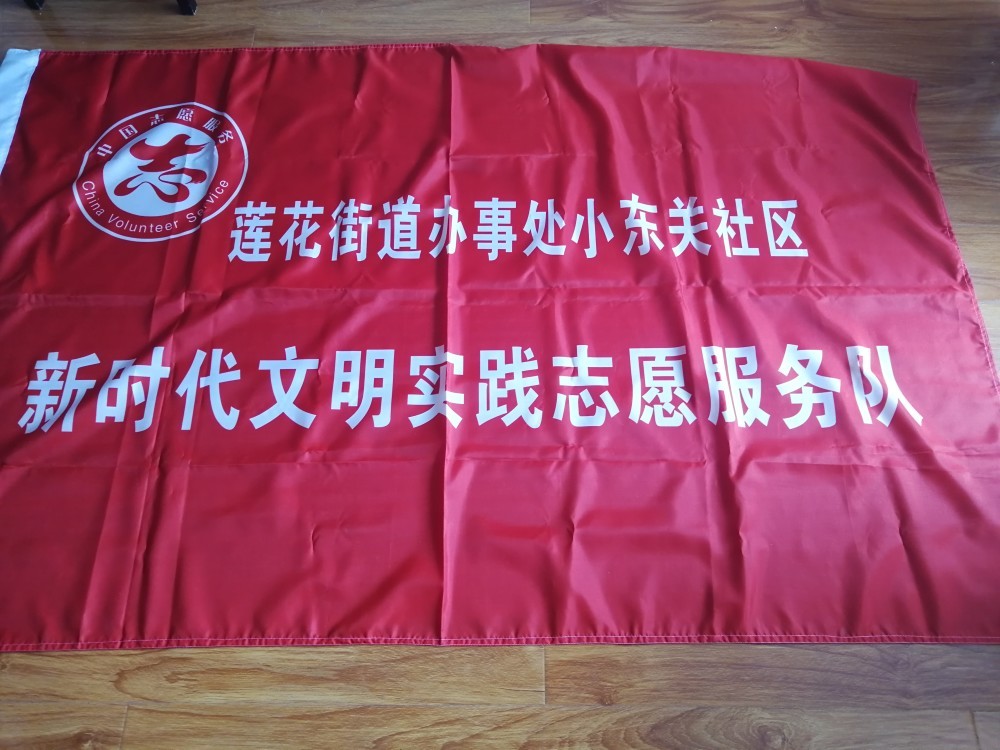 中国志愿服务
志
China Volunteer Service
莲花街道办事处小东关社区
新时代文明实践志愿服务队